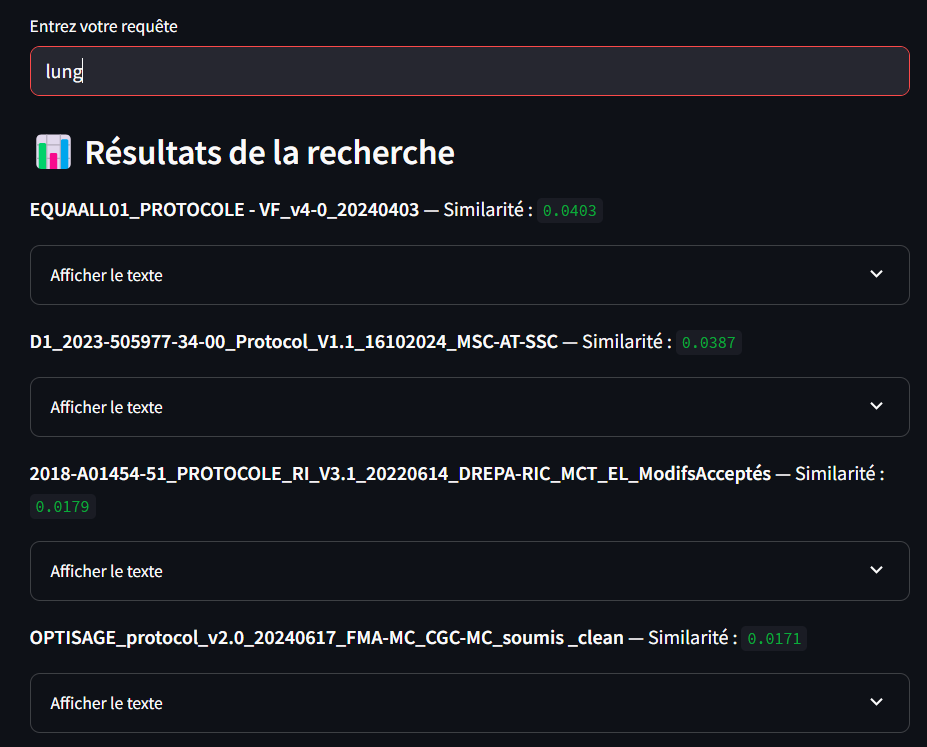 Entrez votre requête
lung
Résultats de la recherche
EQUAALL01_PROTOCOLE - VF_v4-0_20240403 — Similarité : 0.0403
Afficher le texte
D1_2023-505977-34-00_Protocol_V1.1_16102024_MSC-AT-SSC — Similarité : 0.0387
Afficher le texte
2018-A01454-51_PROTOCOLE_RI_V3.1_20220614_DREPA-RIC_MCT_EL_ModifsAcceptés — Similarité :
0.0179
Afficher le texte
OPTISAGE_protocol_v2.0_20240617_FMA-MC_CGC-MC_soumis _clean — Similarité : 0.0171
Afficher le texte